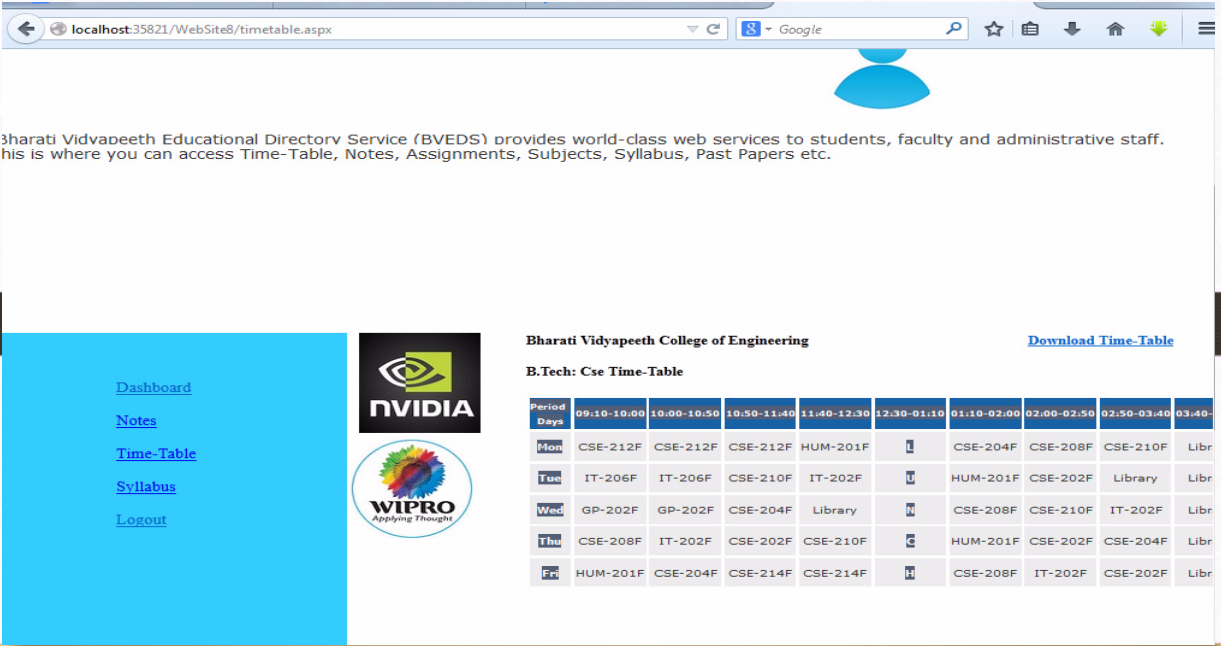 localhost:35821/WebSite8/timetable.aspx
8 Google
Bharati Vidyapeeth Educational Directory Service (BVEDS) provides world-class web services to students, faculty and administrative staff.
his is where you can access Time-Table, Notes, Assignments, Subjects, Syllabus, Past Papers etc.
Dashboard
Notes
Time-Table
Syllabus
Logout
NVIDIA
WIPRO
Applying Thought
Bharati Vidyapeeth College of Engineering Download Time-Table
B.Tech: Cse Time-Table
Period Days 09:10-10:00 10:00-10:50 10:50-11:40 11:40-12:30 12:30-01:10 01:10-02:00 02:00-02:50 02:50-03:40 03:40-
Mon CSE-212F CSE-212F CSE-212F HUM-201F L CSE-204F CSE-208F CSE-210F Libr
Tue IT-206F IT-206F CSE-210F IT-202F U HUM-201F CSE-202F Library Libr
Wed GP-202F GP-202F CSE-204F Library N CSE-208F CSE-210F IT-202F Libr
Thu CSE-208F IT-202F CSE-202F CSE-210F C HUM-201F CSE-202F CSE-204F Libr
Fri HUM-201F CSE-204F CSE-214F CSE-214F H CSE-208F IT-202F CSE-202F Libr